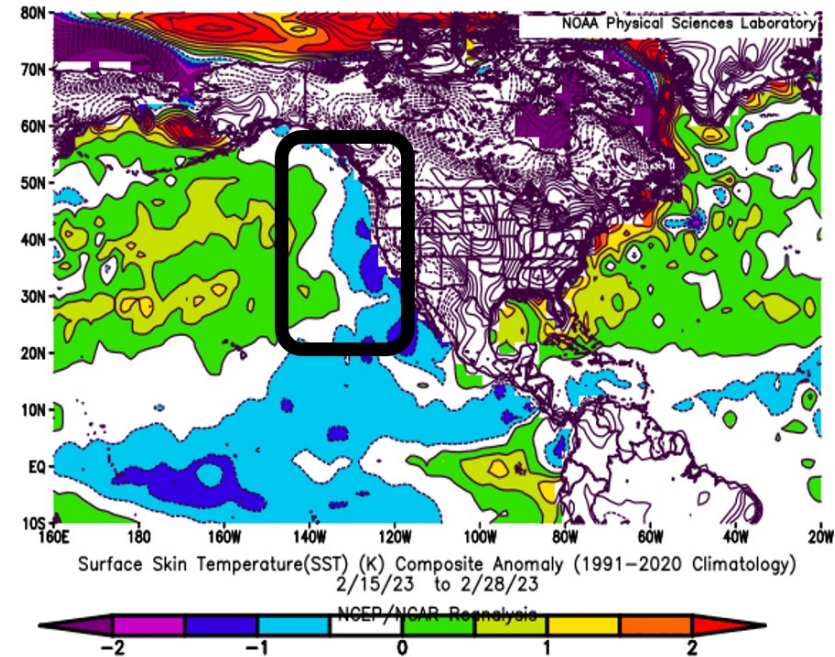 NOAA Physical Sciences Laboratory
80N
70N
60N
50N
40N
30N
20N
10N
EQ
10S
160E 180 160W 140W 120W 100W 80W 60W 40W 20W
Surface Skin Temperature(SST) (K) Composite Anomaly (1991-2020 Climatology)
2/15/23 to 2/28/23
NCEP/NCAR Reanalysis
-2 -1 0 1 2